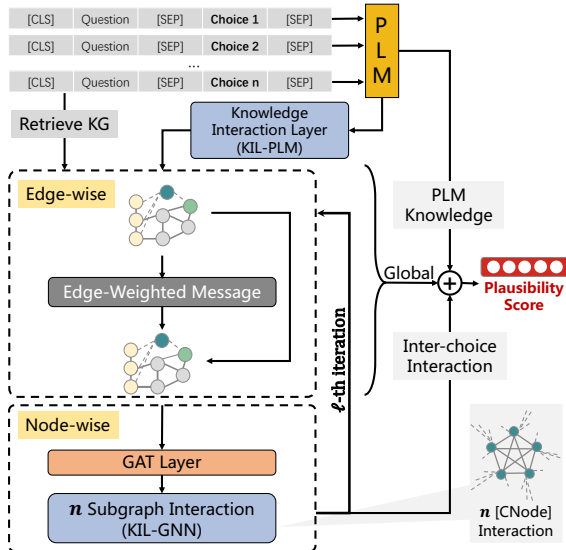 [CLS] Question [SEP] Choice 1 [SEP]
[CLS] Question [SEP] Choice 2 [SEP]
...
[CLS] Question [SEP] Choice n [SEP]
P
L
M
Retrieve KG
Knowledge
Interaction Layer
(KIL-PLM)
Edge-wise
Edge-Weighted Message
PLM
Knowledge
Global
Plausibility
Score
ℓ-th iteration
Inter-choice
Interaction
Node-wise
GAT Layer
n Subgraph Interaction
(KIL-GNN)
n [CNode]
Interaction